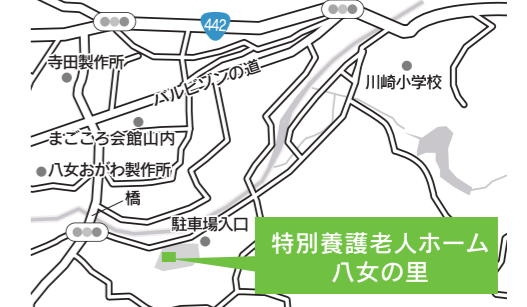 442
寺田製作所
バルビゾンの道
川崎小学校
まごころ会館山内
八女おがわ製作所
橋
駐車場入口
特別養護老人ホーム
八女の里